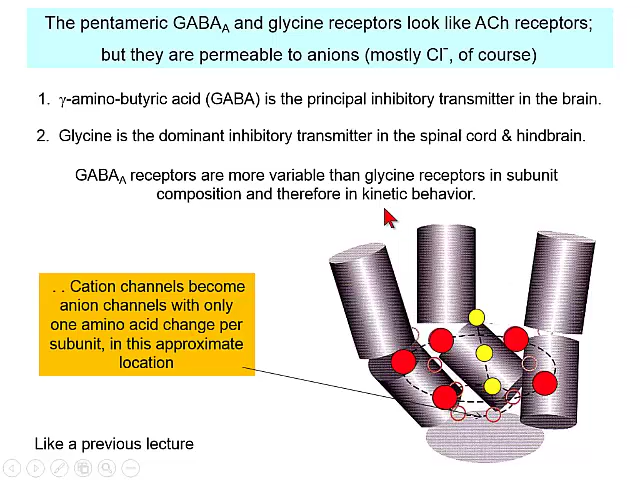 The pentameric GABAA and glycine receptors look like ACh receptors;
but they are permeable to anions (mostly Cl-, of course)
1. γ-amino-butyric acid (GABA) is the principal inhibitory transmitter in the brain.
2. Glycine is the dominant inhibitory transmitter in the spinal cord & hindbrain.
GABAA receptors are more variable than glycine receptors in subunit
composition and therefore in kinetic behavior.
. . Cation channels become
anion channels with only
one amino acid change per
subunit, in this approximate
location
Like a previous lecture